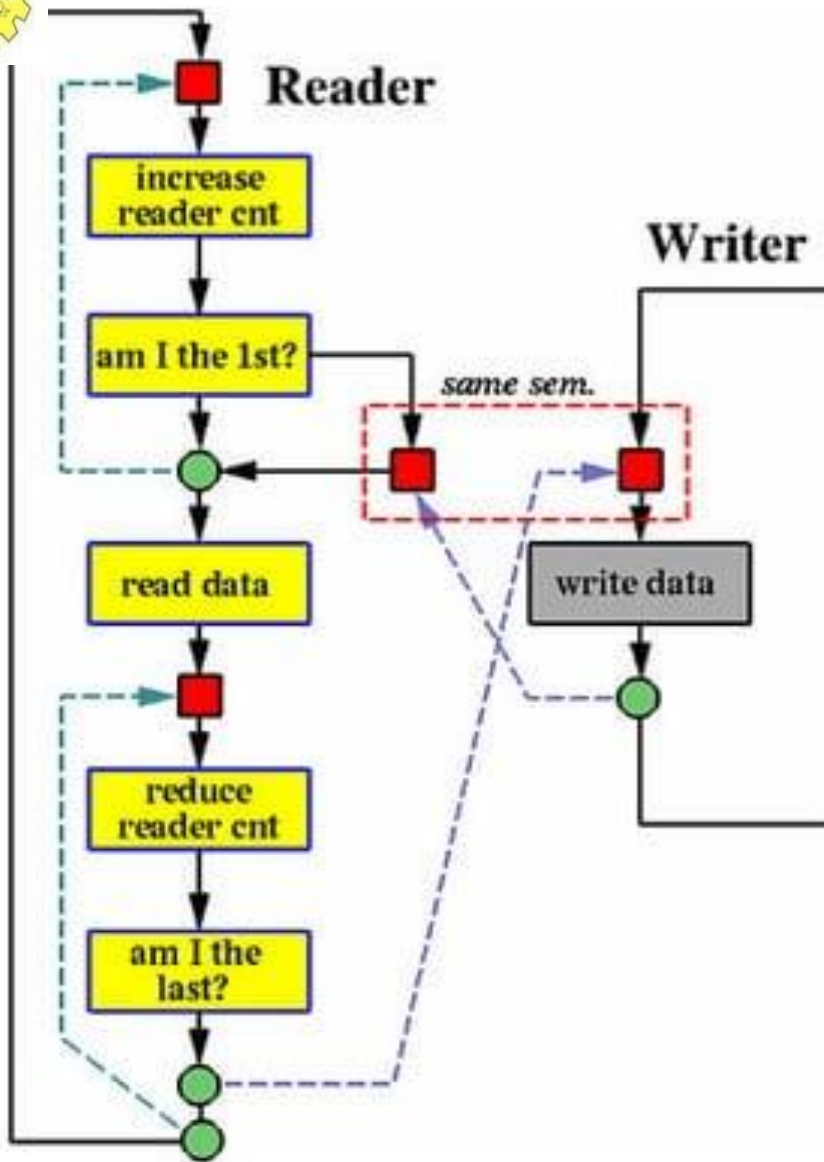 Reader
increase
reader cnt
Writer
am I the 1st?
same sem.
read data
write data
reduce
reader cnt
am I the
last?